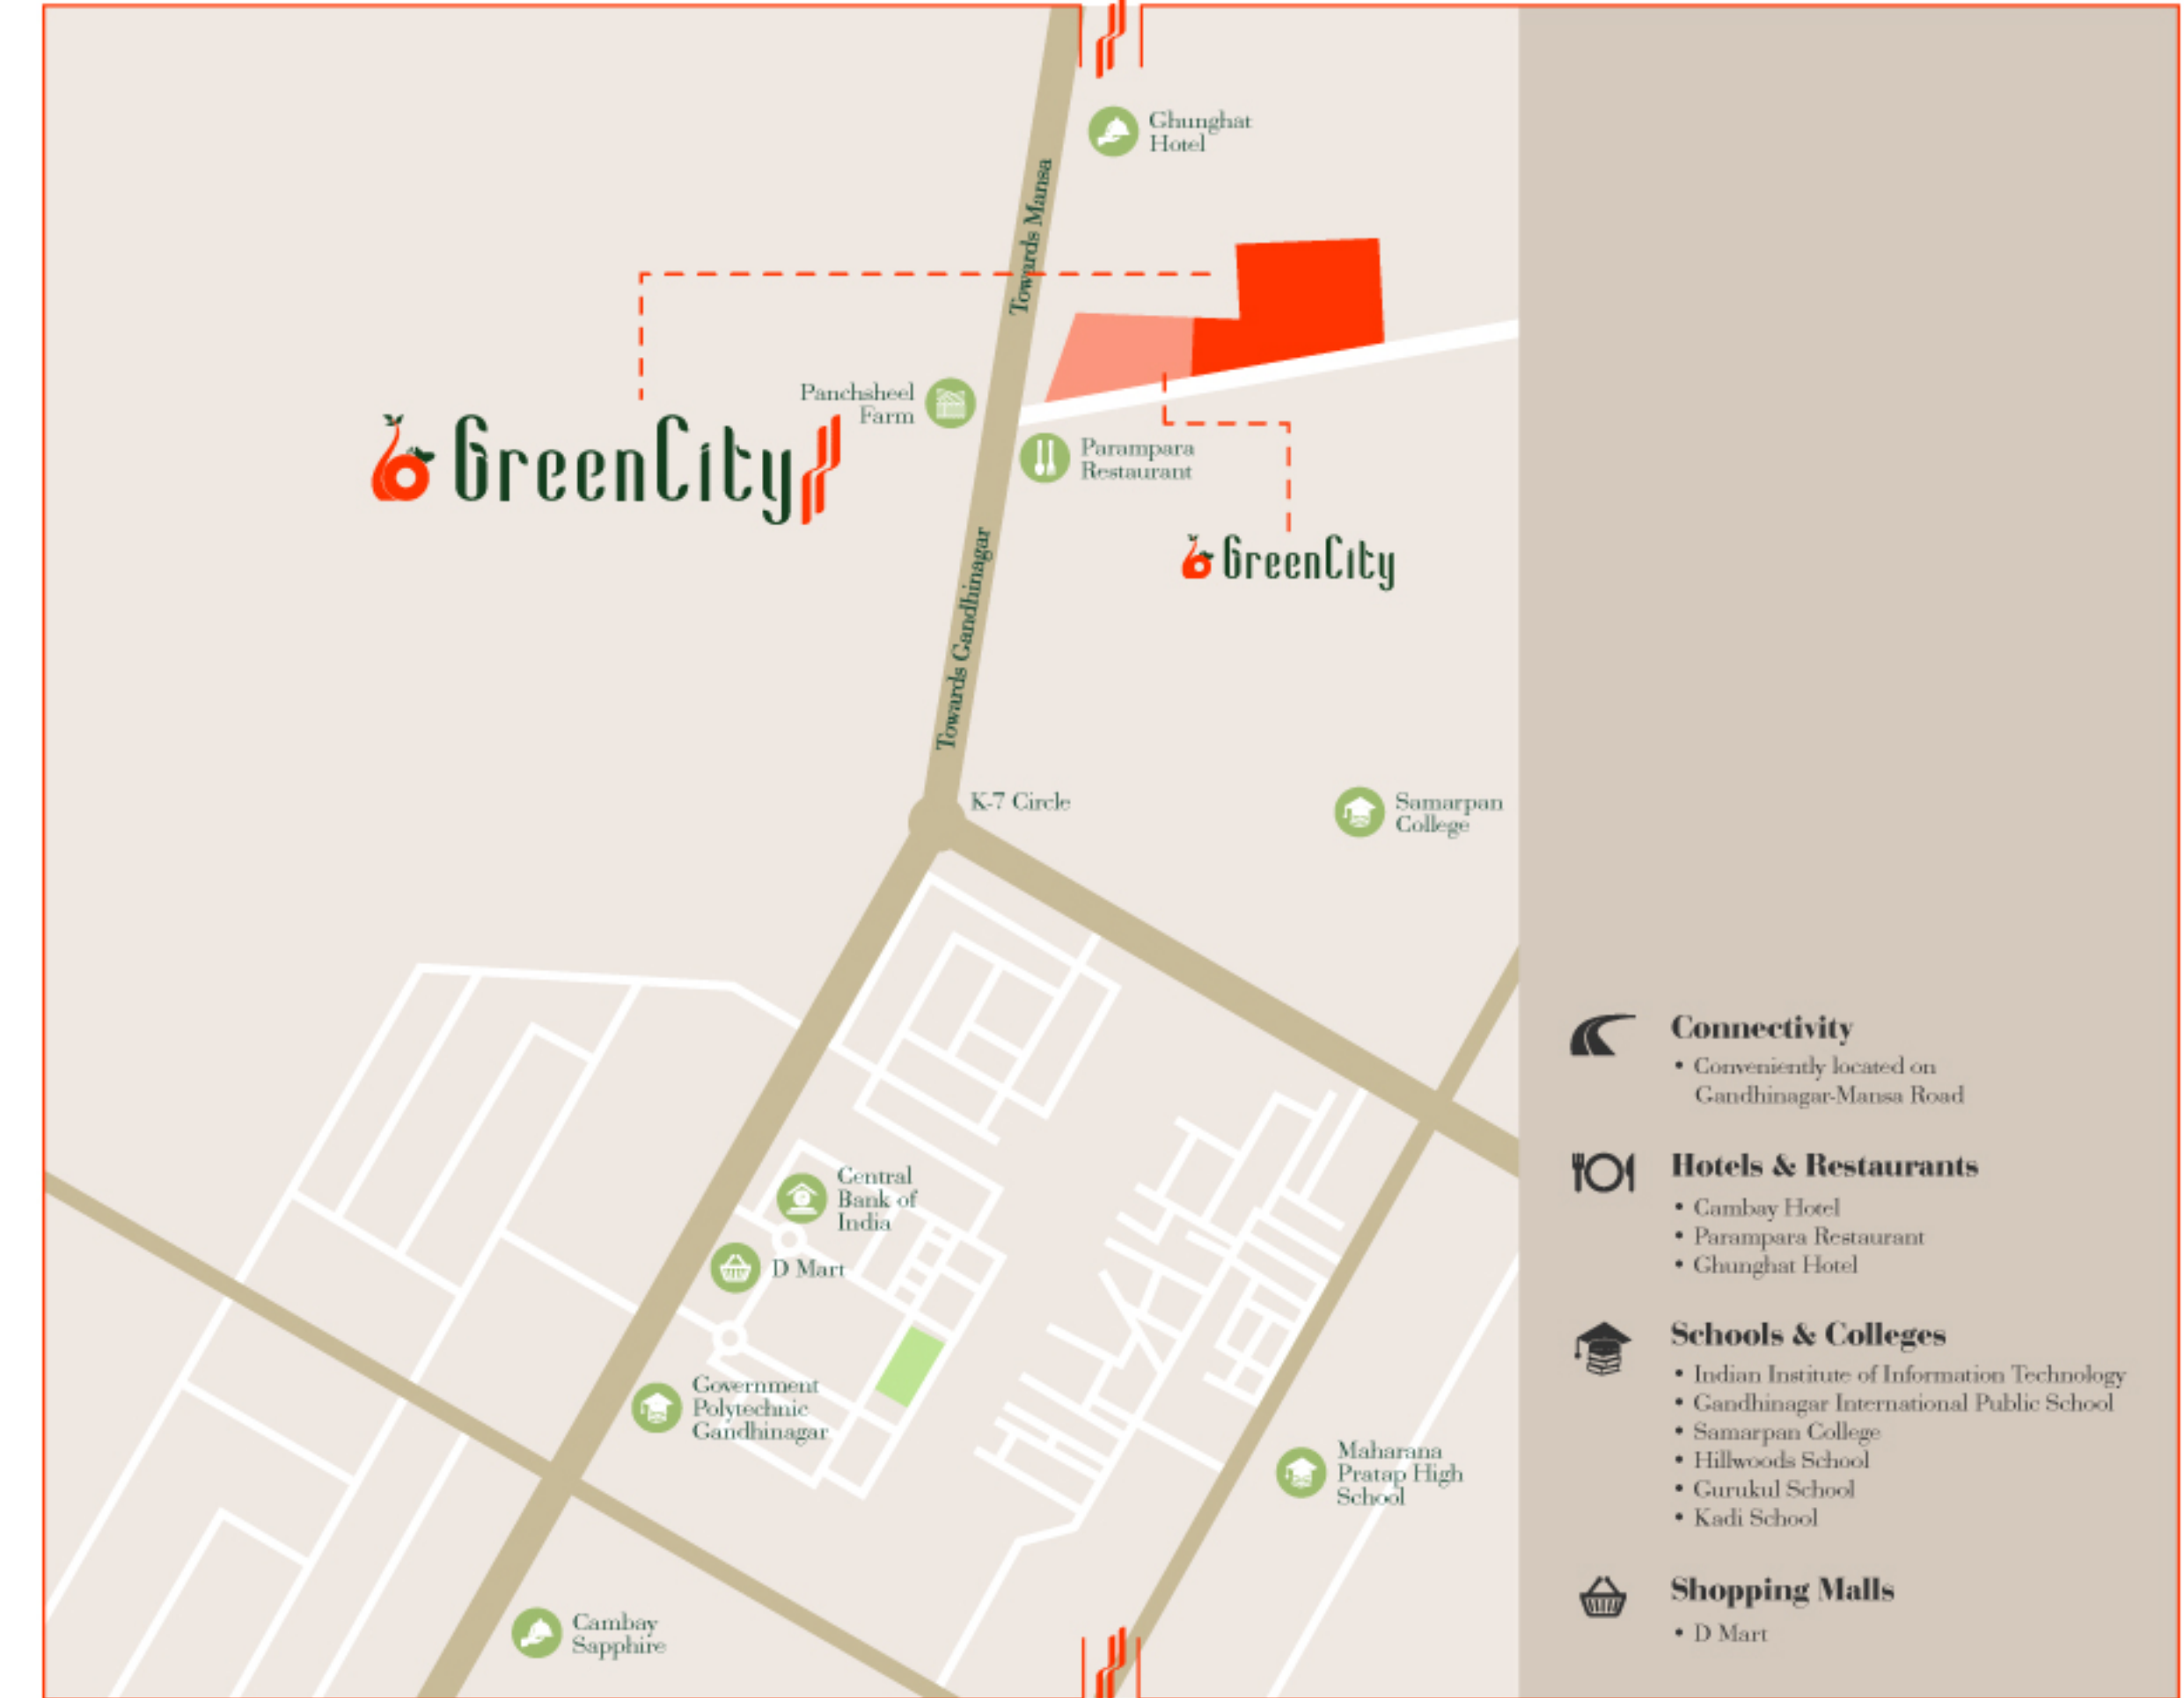 Ghunghat
Hotel
Towards Mansa
Panchsheel
Farm
GreenCity
Parampara
Restaurant
GreenCity
Towards Gandhinagar
K-7 Circle
Samarpan
College
Central
Bank of
India
D Mart
Government
Polytechnic
Gandhinagar
Maharana
Pratap High
School
Cambay
Sapphire
Connectivity
• Conveniently located on
Gandhinagar-Mansa Road
Hotels & Restaurants
• Cambay Hotel
• Parampara Restaurant
• Ghunghat Hotel
Schools & Colleges
• Indian Institute of Information Technology
• Gandhinagar International Public School
• Samarpan College
• Hillwoods School
• Gurukul School
• Kadi School
Shopping Malls
• D Mart